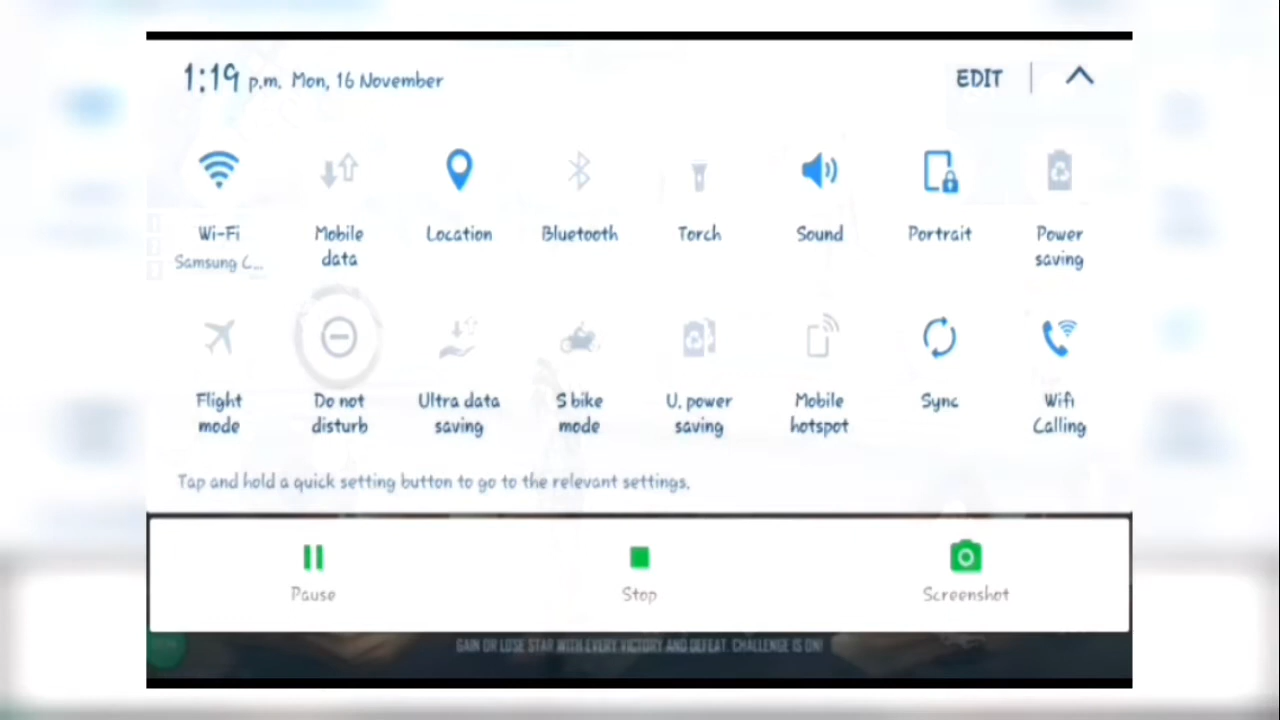 1:19 p.m. Mon, 16 November
EDIT
Wi-Fi
Samsung C...
Mobile data
Location
Bluetooth
Torch
Sound
Portrait
Power saving
Flight mode
Do not disturb
Ultra data saving
S bike mode
U. power saving
Mobile hotspot
Sync
Wifi Calling
Tap and hold a quick setting button to go to the relevant settings.
Pause
Stop
Screenshot
GAIN OR LOSE STAR WITH EVERY VICTORY AND DEFEAT. CHALLENGE IS ON!